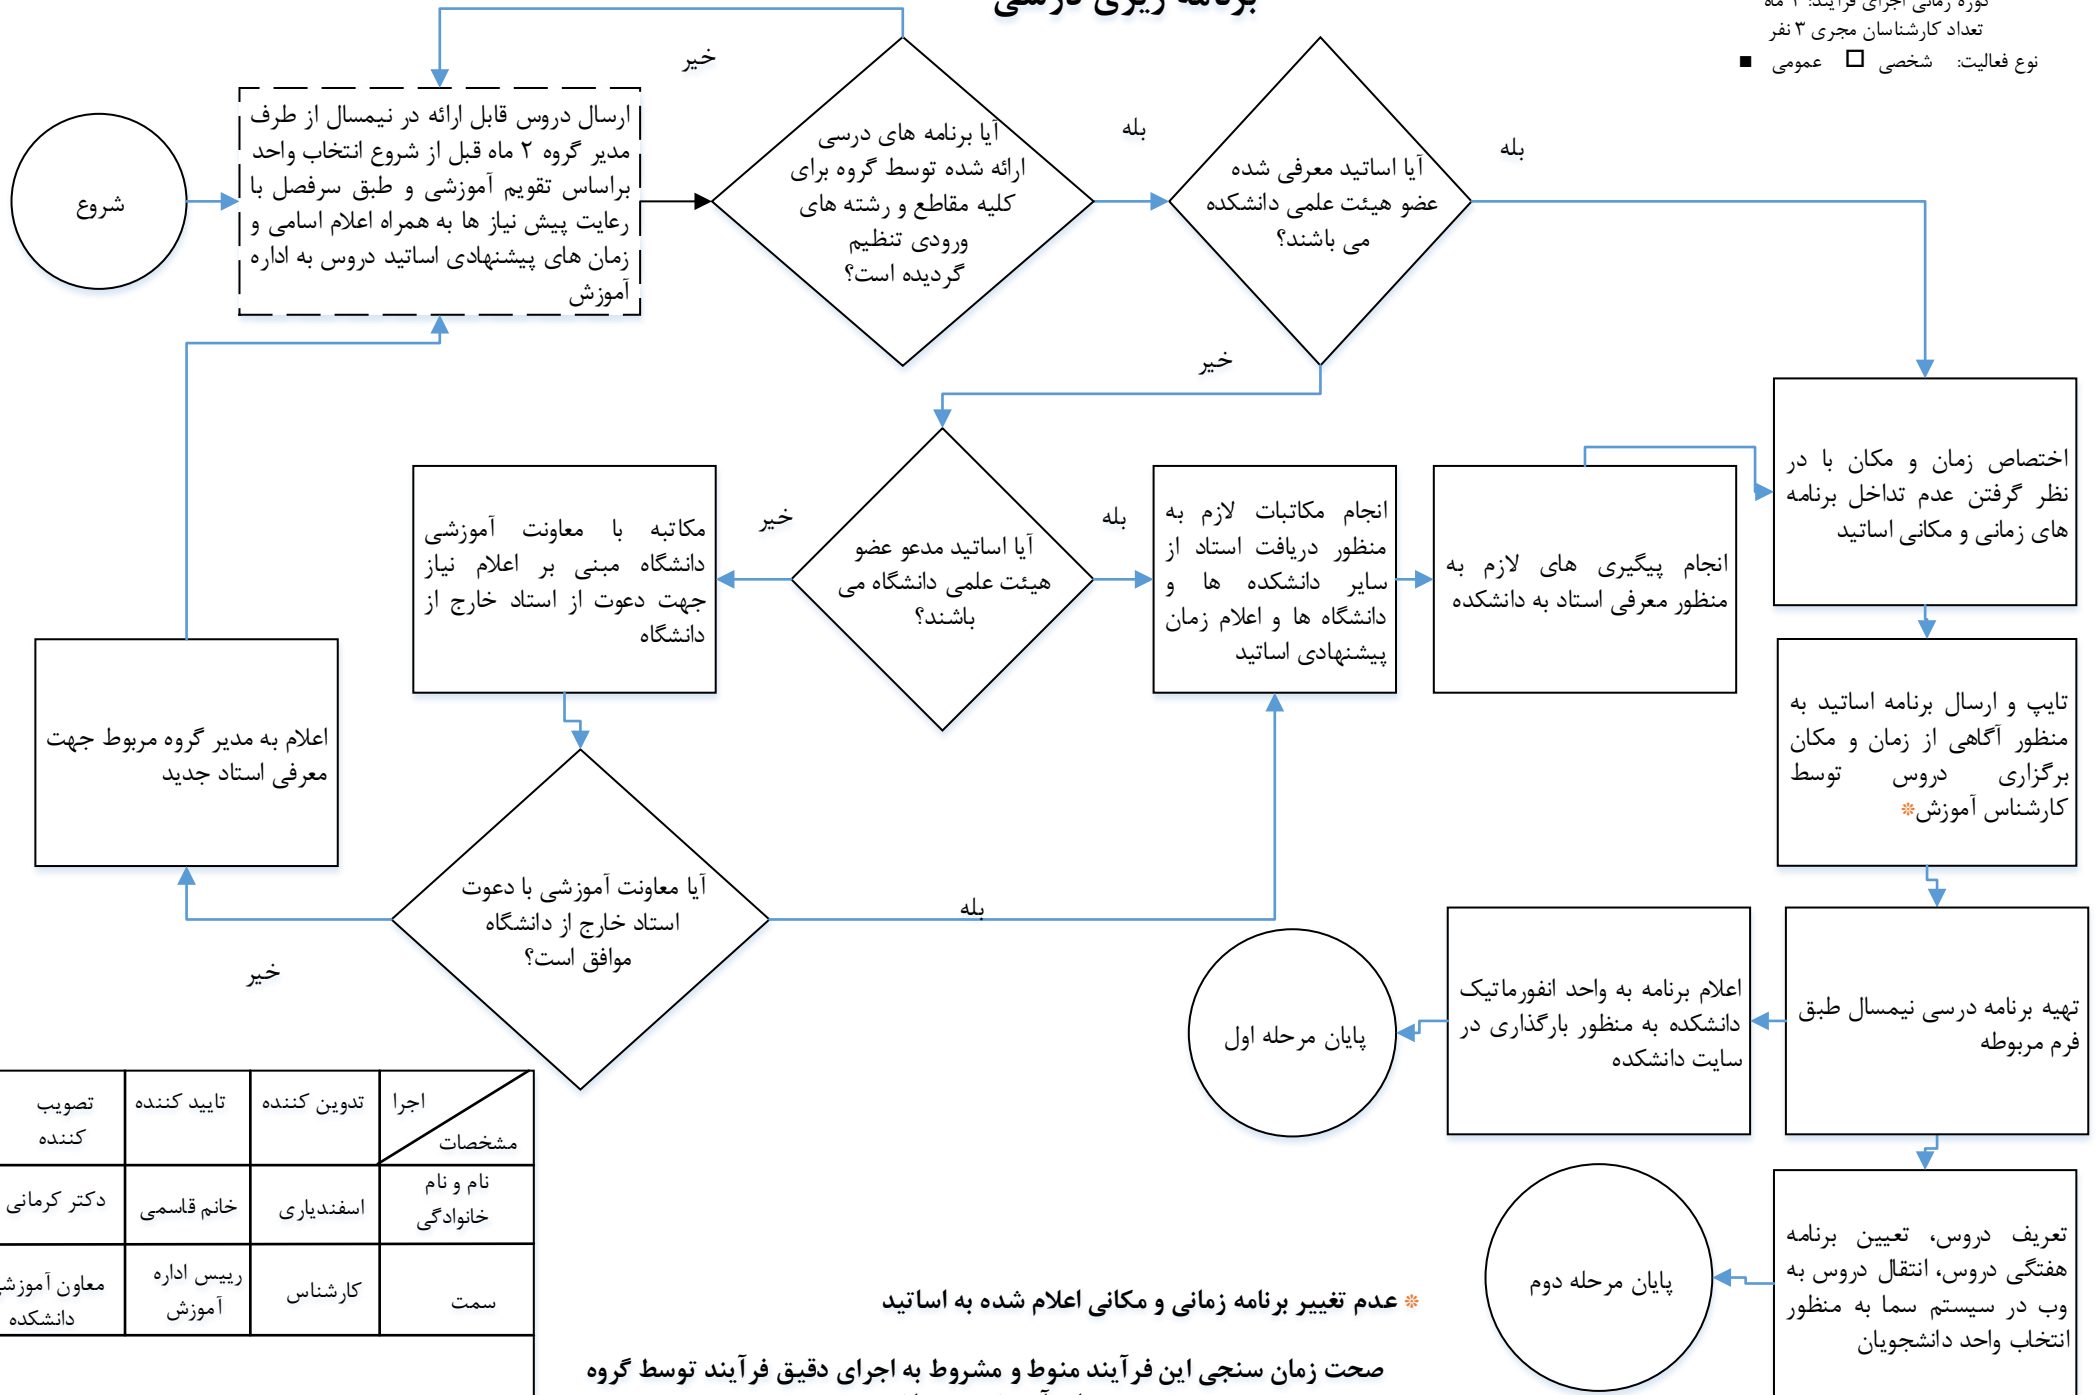 برنامه ریزی درسی
دوره زمانی اجرای فرآیند: ماه
تعداد کارشناسان مجری ۳ نفر
نوع فعالیت: شخصی □ عمومی ■
شروع
ارسال دروس قابل ارائه در نیمسال از طرف
مدیر گروه ۲ ماه قبل از شروع انتخاب واحد
براساس تقویم آموزشی و طبق سرفصل با
رعایت پیش نیاز ها به همراه اعلام اسامی و
زمان های پیشنهادی اساتید دروس به اداره
آموزش
خیر
آیا برنامه های درسی
ارائه شده توسط گروه برای
کلیه مقاطع و رشته های
ورودی تنظیم
گردیده است؟
بله
آیا اساتید معرفی شده
عضو هیئت علمی دانشکده
می باشند؟
بله
خیر
اختصاص زمان و مکان با در
نظر گرفتن عدم تداخل برنامه
های زمانی و مکانی اساتید
انجام پیگیری های لازم به
منظور معرفی استاد به دانشکده
انجام مکاتبات لازم به
منظور دریافت استاد از
سایر دانشکده ها و
دانشگاه ها و اعلام زمان
پیشنهادی اساتید
بله
آیا اساتید مدعو عضو
هیئت علمی دانشگاه می
باشند؟
خیر
مکاتبه با معاونت آموزشی
دانشگاه مبنی بر اعلام نیاز
جهت دعوت از استاد خارج از
دانشگاه
اعلام به مدیر گروه مربوط جهت
معرفی استاد جدید
تایپ و ارسال برنامه اساتید به
منظور آگاهی از زمان و مکان
برگزاری دروس توسط
کارشناس آموزش*
آیا معاونت آموزشی با دعوت
استاد خارج از دانشگاه
موافق است؟
بله
خیر
تهیه برنامه درسی نیمسال طبق
فرم مربوطه
اعلام برنامه به واحد انفورماتیک
دانشکده به منظور بارگذاری در
سایت دانشکده
پایان مرحله اول
تعریف دروس، تعیین برنامه
هفتگی دروس، انتقال دروس به
وب در سیستم سما به منظور
انتخاب واحد دانشجویان
پایان مرحله دوم
اجرا
مشخصات
تدوین کننده
تایید کننده
تصویب
کننده
نام و نام
خانوادگی
اسفندیاری
خانم قاسمی
دکتر کرمانی
سمت
کارشناس
رییس اداره
آموزش
معاون آموزشی
دانشکده
* عدم تغییر برنامه زمانی و مکانی اعلام شده به اساتید
صحت زمان سنجی این فرآیند منوط و مشروط به اجرای دقیق فرآیند توسط گروه